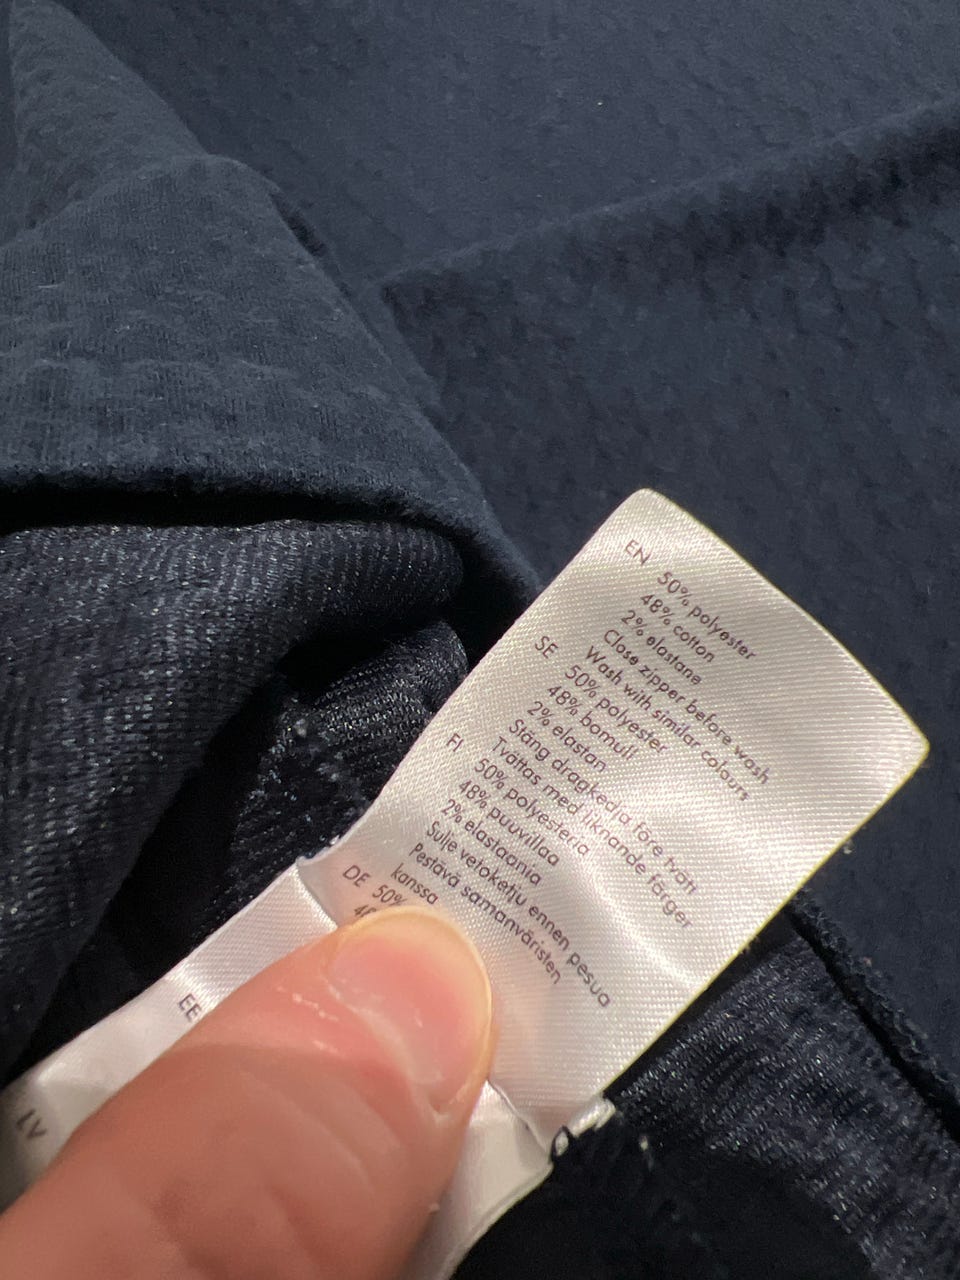 EN 50% polyester
48% cotton
2% elastane
Close zipper before wash
Wash with similar colours
SE 50% polyester
48% bomull
2% elastan
Stäng dragkedja före tvätt
Tvättas med liknande färger
FI 50% polyesteria
48% puuvillaa
2% elastaania
Sulje vetoketju ennen pesua
Pestävä samanväristen
kanssa
DE 50%
EE
LV